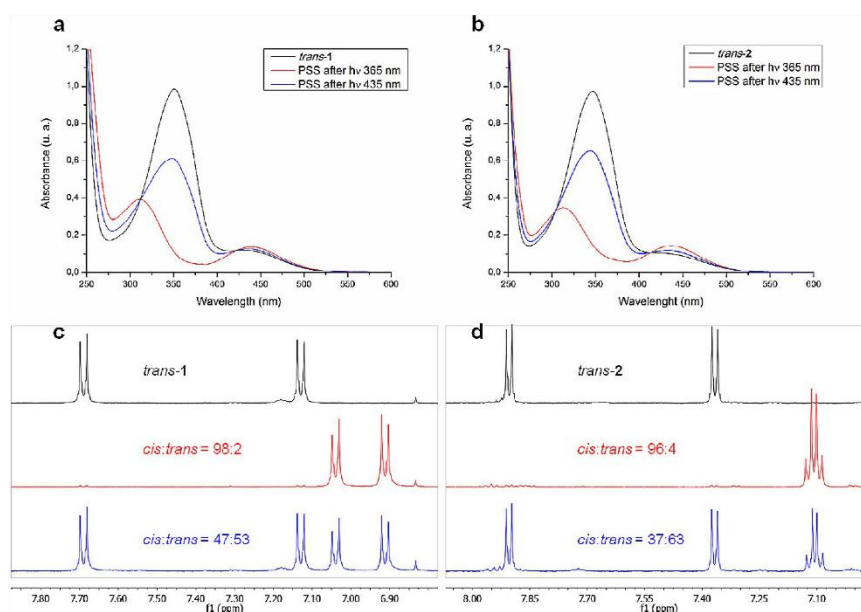 a
1,2
1,0
0,8
0,6
0,4
0,2
0,0
Absorbance (u. a.)
trans-1
PSS after hν 365 nm
PSS after hν 435 nm
250 300 350 400 450 500 550 600
Wavelength (nm)
b
1,2
1,0
0,8
0,6
0,4
0,2
0,0
Absorbance (u. a.)
trans-2
PSS after hν 365 nm
PSS after hν 435 nm
250 300 350 400 450 500 550 600
Wavelenght (nm)
c
trans-1
cis:trans = 98:2
cis:trans = 47:53
7.80 7.70 7.60 7.50 7.40 7.30 7.20 7.10 7.00 6.90
f1 (ppm)
d
trans-2
cis:trans = 96:4
cis:trans = 37:63
8.00 7.90 7.80 7.70 7.60 7.50 7.40 7.25 7.10
f1 (ppm)